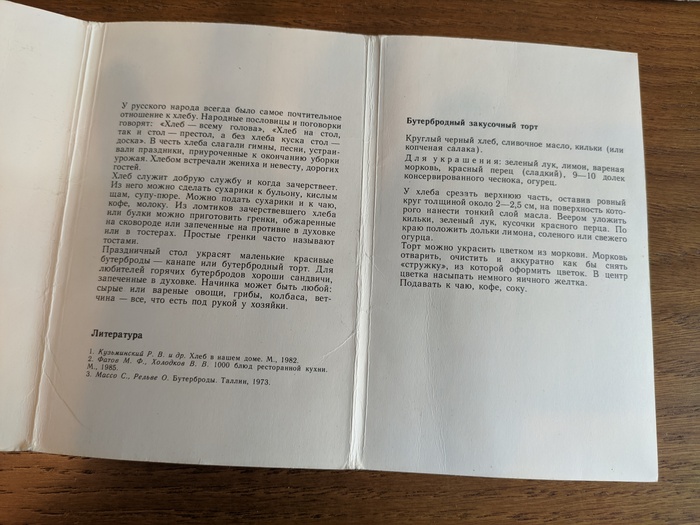 У русского народа всегда было самое почтительное
отношение к хлебу. Народные пословицы и поговорки
говорят: «Хлеб — всему голова», «Хлеб на стол,
так и стол — престол, а без хлеба куска стол —
доска». В честь хлеба слагали гимны, песни, устраи-
вали праздники, приуроченные к окончанию уборки
урожая. Хлебом встречали жениха и невесту, дорогих
гостей.
Хлеб служит добрую службу и когда зачерствеет.
Из него можно сделать сухарики к бульону, кислым
щам, супу-пюре. Можно подать сухарики и к чаю,
кофе, молоку. Из ломтиков зачерствевшего хлеба
или булки можно приготовить гренки, обжаренные
на сковороде или запеченные на противне в духовке
или в тостерах. Простые гренки часто называют
тостами.
Праздничный стол украсят маленькие красивые
бутерброды — канапе или бутербродный торт. Для
любителей горячих бутербродов хороши сандвичи,
запеченные в духовке. Начинка может быть любой:
сырые или вареные овощи, грибы, колбаса, вет-
чина — все, что есть под рукой у хозяйки.
Литература
1. Кузьминский Р. В. и др. Хлеб в нашем доме. М., 1982.
2. Фатов М. Ф., Холодков В. В. 1000 блюд ресторанной кухни.
М., 1985.
3. Массо С., Рельве О. Бутерброды. Таллин, 1973.
Бутербродный закусочный торт
Круглый черный хлеб, сливочное масло, кильки (или
копченая салака).
Для украшения: зеленый лук, лимон, вареная
морковь, красный перец (сладкий), 9—10 долек
консервированного чеснока, огурец.
У хлеба срезать верхнюю часть, оставив ровный
круг толщиной около 2—2,5 см, на поверхность кото-
рого нанести тонкий слой масла. Веером уложить
кильки, зеленый лук, кусочки красного перца. По
краю положить дольки лимона, соленого или свежего
огурца.
Торт можно украсить цветком из моркови. Морковь
отварить, очистить и аккуратно как бы снять
«стружку», из которой оформить цветок. В центр
цветка насыпать немного яичного желтка.
Подавать к чаю, кофе, соку.